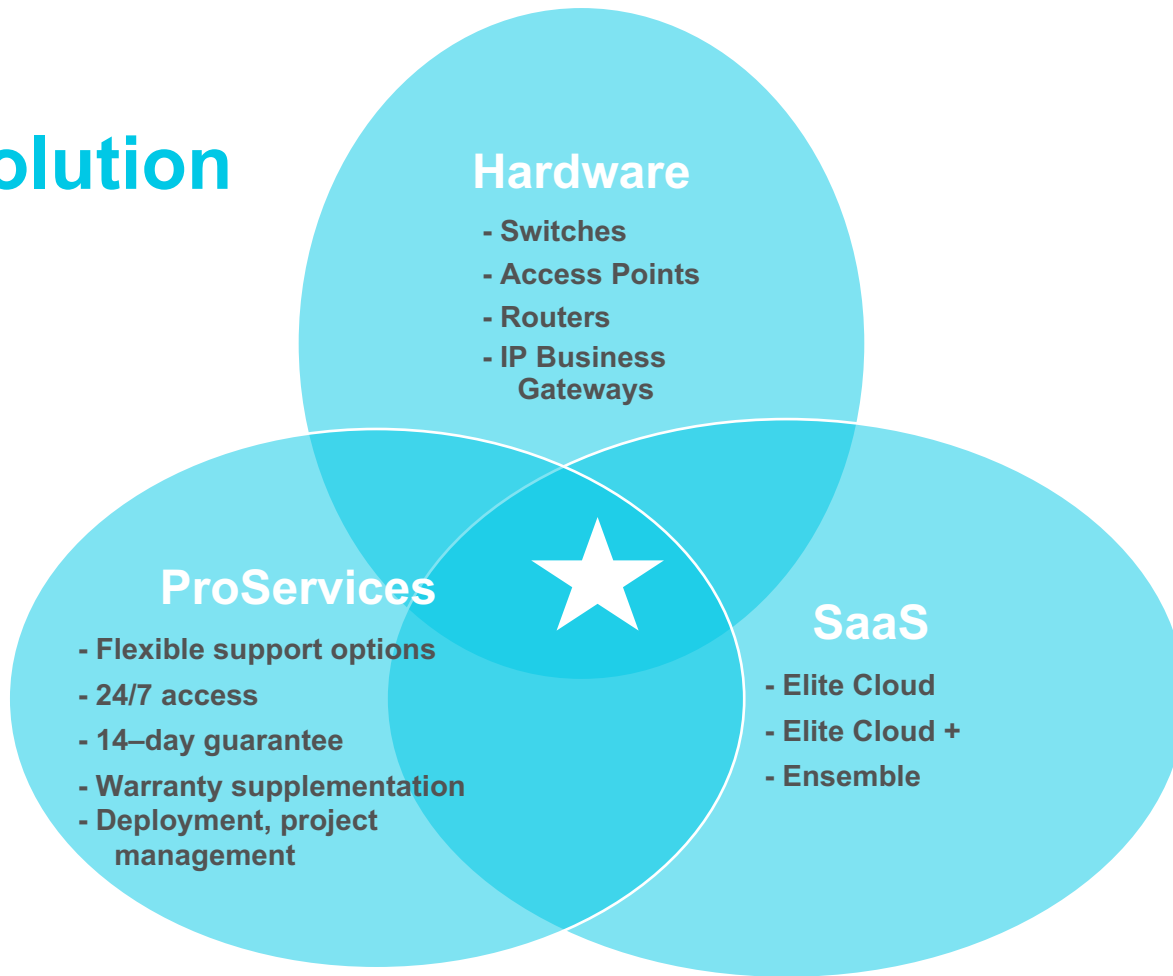 olution
Hardware
- Switches
- Access Points
- Routers
- IP Business
Gateways
ProServices
- Flexible support options
- 24/7 access
- 14–day guarantee
- Warranty supplementation
- Deployment, project
management
SaaS
- Elite Cloud
- Elite Cloud +
- Ensemble